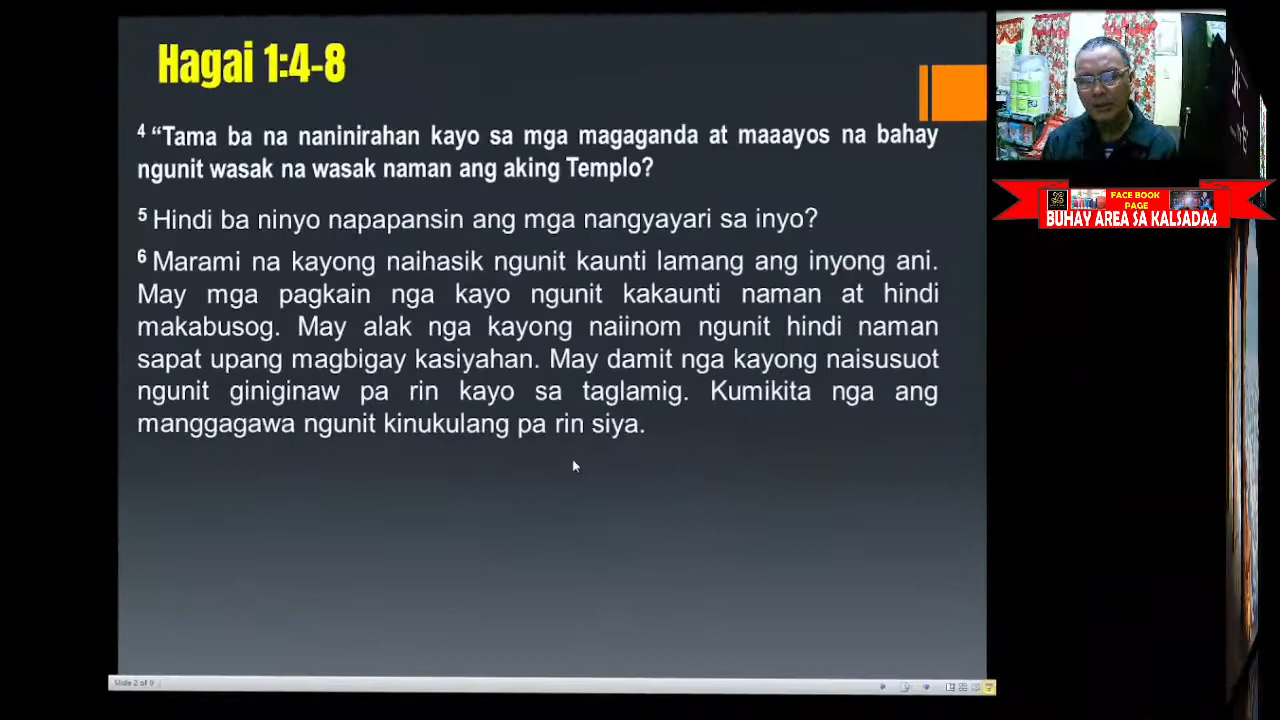 Hagai 1:4-8
4 “Tama ba na naninirahan kayo sa mga magaganda at maaayos na bahay
ngunit wasak na wasak naman ang aking Templo?
5 Hindi ba ninyo napapansin ang mga nangyayari sa inyo?
6 Marami na kayong naihasik ngunit kaunti lamang ang inyong ani.
May mga pagkain nga kayo ngunit kakaunti naman at hindi
makabusog. May alak nga kayong naiinom ngunit hindi naman
sapat upang magbigay kasiyahan. May damit nga kayong naisusuot
ngunit giniginaw pa rin kayo sa taglamig. Kumikita nga ang
manggagawa ngunit kinukulang pa rin siya.
FACE BOOK
PAGE
BUHAY AREA SA KALSADA4
Slide 2 of 9